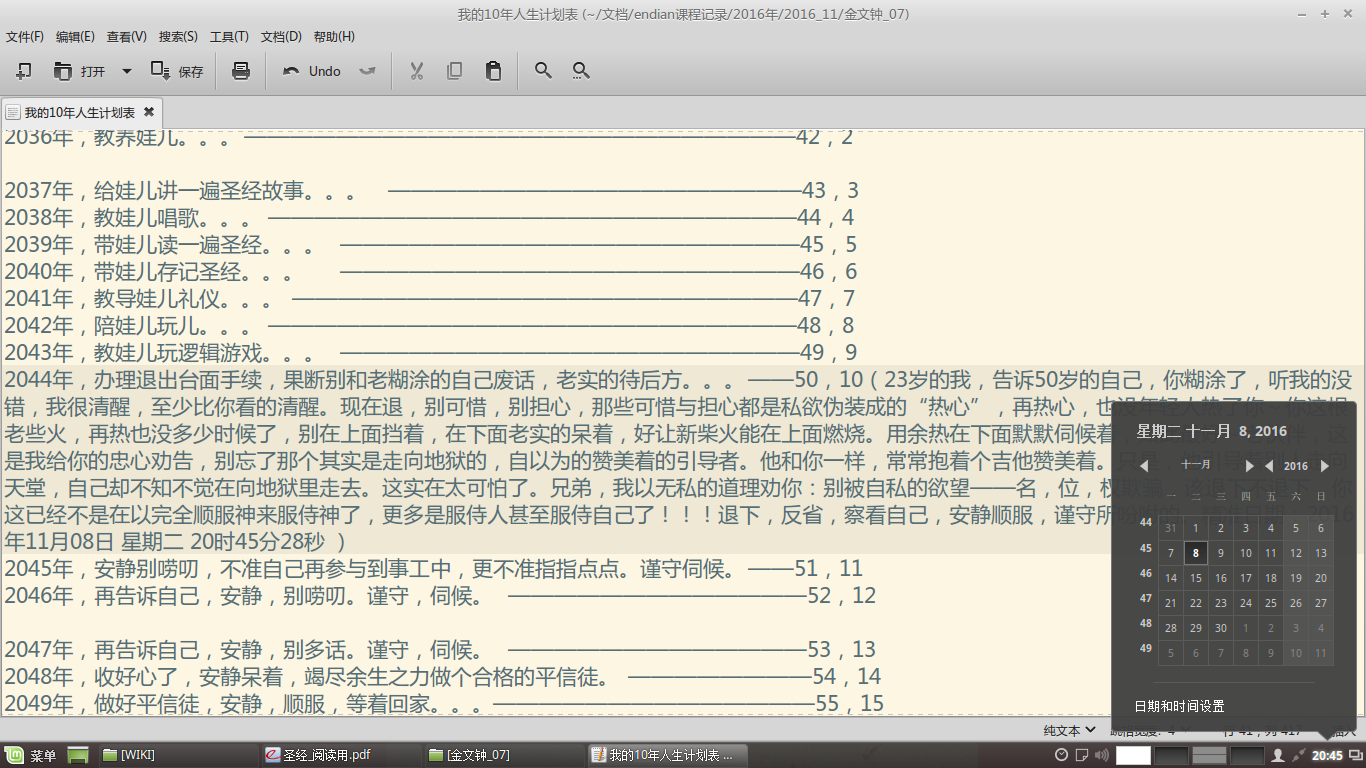 我的10年人生计划表 (~/文档/endian课程记录/2016年/2016_11/金文钟_07)
文件(F) 编辑(E) 查看(V) 搜索(S) 工具(T) 文档(D) 帮助(H)
打开 保存 Undo
我的10年人生计划表
2036年，教养娃儿。。。 ————————————————————————42，2
2037年，给娃儿讲一遍圣经故事。。。 ——————————————————43，3
2038年，教娃儿唱歌。。。 ———————————————————————44，4
2039年，带娃儿读一遍圣经。。。 ————————————————————45，5
2040年，带娃儿存记圣经。。。 ————————————————————46，6
2041年，教导娃儿礼仪。。。 ——————————————————————47，7
2042年，陪娃儿玩儿。。。 ———————————————————————48，8
2043年，教娃儿玩逻辑游戏。。。 ————————————————————49，9
2044年，办理退出台面手续，果断别和老糊涂的自己废话，老实的待后方。。。 ——50，10（23岁的我，告诉50岁的自己，你糊涂了，听我的没
错，我很清醒，至少比你看的清醒。现在退，别可惜，别担心，那些可惜与担心都是私欲伪装成的“热心”，再热心，也没年轻人热了你
老些火，再热也没多少时候了，别在上面挡着，在下面老实的呆着，好让新柴火能在上面燃烧。用余热在下面默默伺候着，这
是我给你的忠心劝告，别忘了那个其实是走向地狱的，自以为的赞美着的引导者。他和你一样，常常抱着个吉他赞美着。
天堂，自己却不知不觉在向地狱里走去。这实在太可怕了。兄弟，我以无私的道理劝你：别被自私的欲望——名，位，权欺骗，该退下不退下，你
这已经不是在以完全顺服神来服侍神了，更多是服侍人甚至服侍自己了！！！退下，反省，察看自己，安静顺服，谨守所
年11月08日 星期二 20时45分28秒 ）
2045年，安静别唠叨，不准自己再参与到事工中，更不准指指点点。谨守伺候。 ——51，11
2046年，再告诉自己，安静，别唠叨。谨守，伺候。 —————————————52，12
2047年，再告诉自己，安静，别多话。谨守，伺候。 —————————————53，13
2048年，收好心了，安静呆着，竭尽余生之力做个合格的平信徒。 ————————54，14
2049年，做好平信徒，安静，顺服，等着回家。。。——————————————55，15
星期二 十一月 8, 2016
十一月 2016
一 二 三 四 五 六 日
44 31 1 2 3 4 5 6
45 7 8 9 10 11 12 13
46 14 15 16 17 18 19 20
47 21 22 23 24 25 26 27
48 28 29 30 1 2 3 4
49 5 6 7 8 9 10 11
日期和时间设置
纯文本
菜单 [WIKI] 圣经_阅读用.pdf [金文钟_07] 我的10年人生计划表 ... 20:45